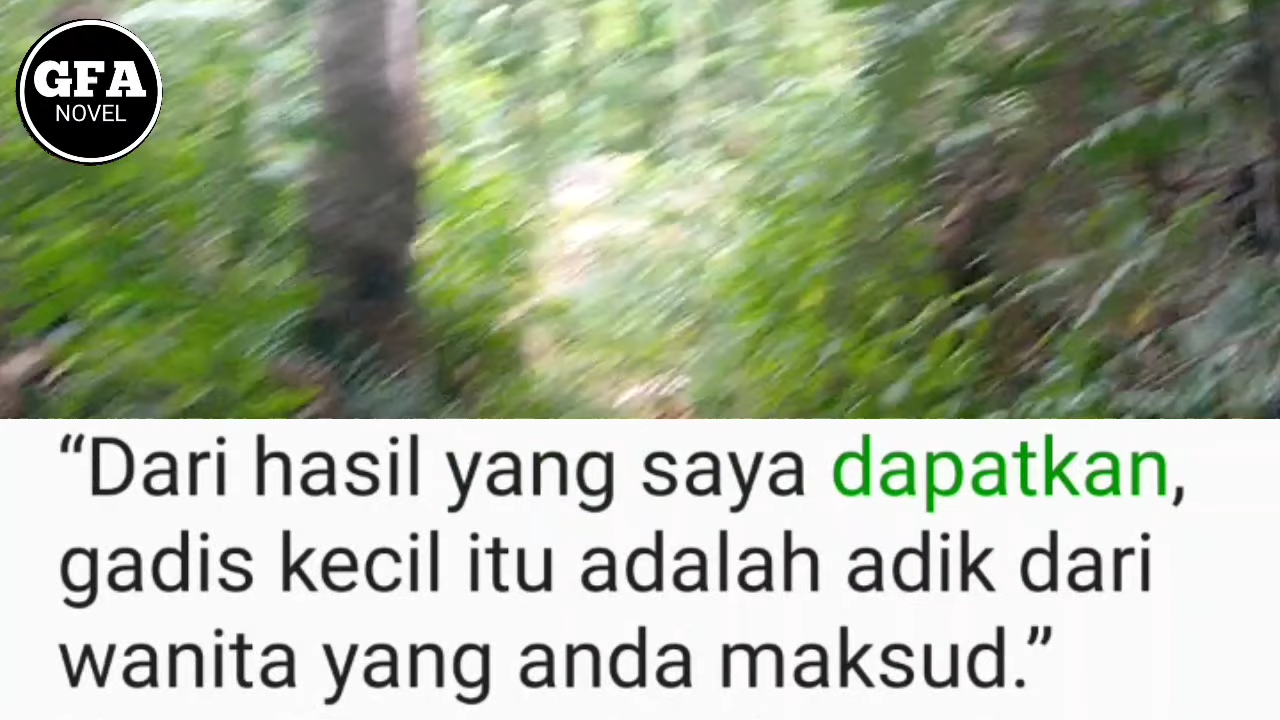 GFA
NOVEL
“Dari hasil yang saya dapatkan,
gadis kecil itu adalah adik dari
wanita yang anda maksud.”